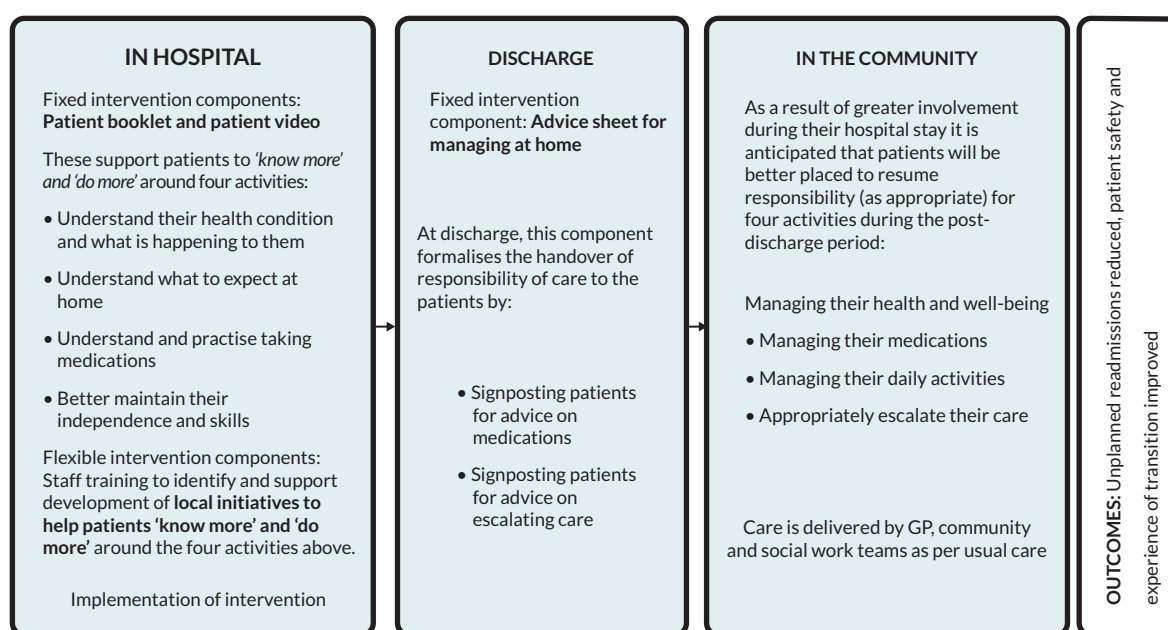 IN HOSPITAL
Fixed intervention components:
Patient booklet and patient video
These support patients to ‘know more’
and ‘do more’ around four activities:
• Understand their health condition
and what is happening to them
• Understand what to expect at
home
• Understand and practise taking
medications
• Better maintain their
independence and skills
Flexible intervention components:
Staff training to identify and support
development of local initiatives to
help patients ‘know more’ and ‘do
more’ around the four activities above.
Implementation of intervention
DISCHARGE
Fixed intervention
component: Advice sheet for
managing at home
At discharge, this component
formalises the handover of
responsibility of care to the
patients by:
• Signposting patients
for advice on
medications
• Signposting patients
for advice on
escalating care
IN THE COMMUNITY
As a result of greater involvement
during their hospital stay it is
anticipated that patients will be
better placed to resume
responsibility (as appropriate) for
four activities during the post-
discharge period:
Managing their health and well-being
• Managing their medications
• Managing their daily activities
• Appropriately escalate their care
Care is delivered by GP, community
and social work teams as per usual care
OUTCOMES: Unplanned readmissions reduced, patient safety and
experience of transition improved